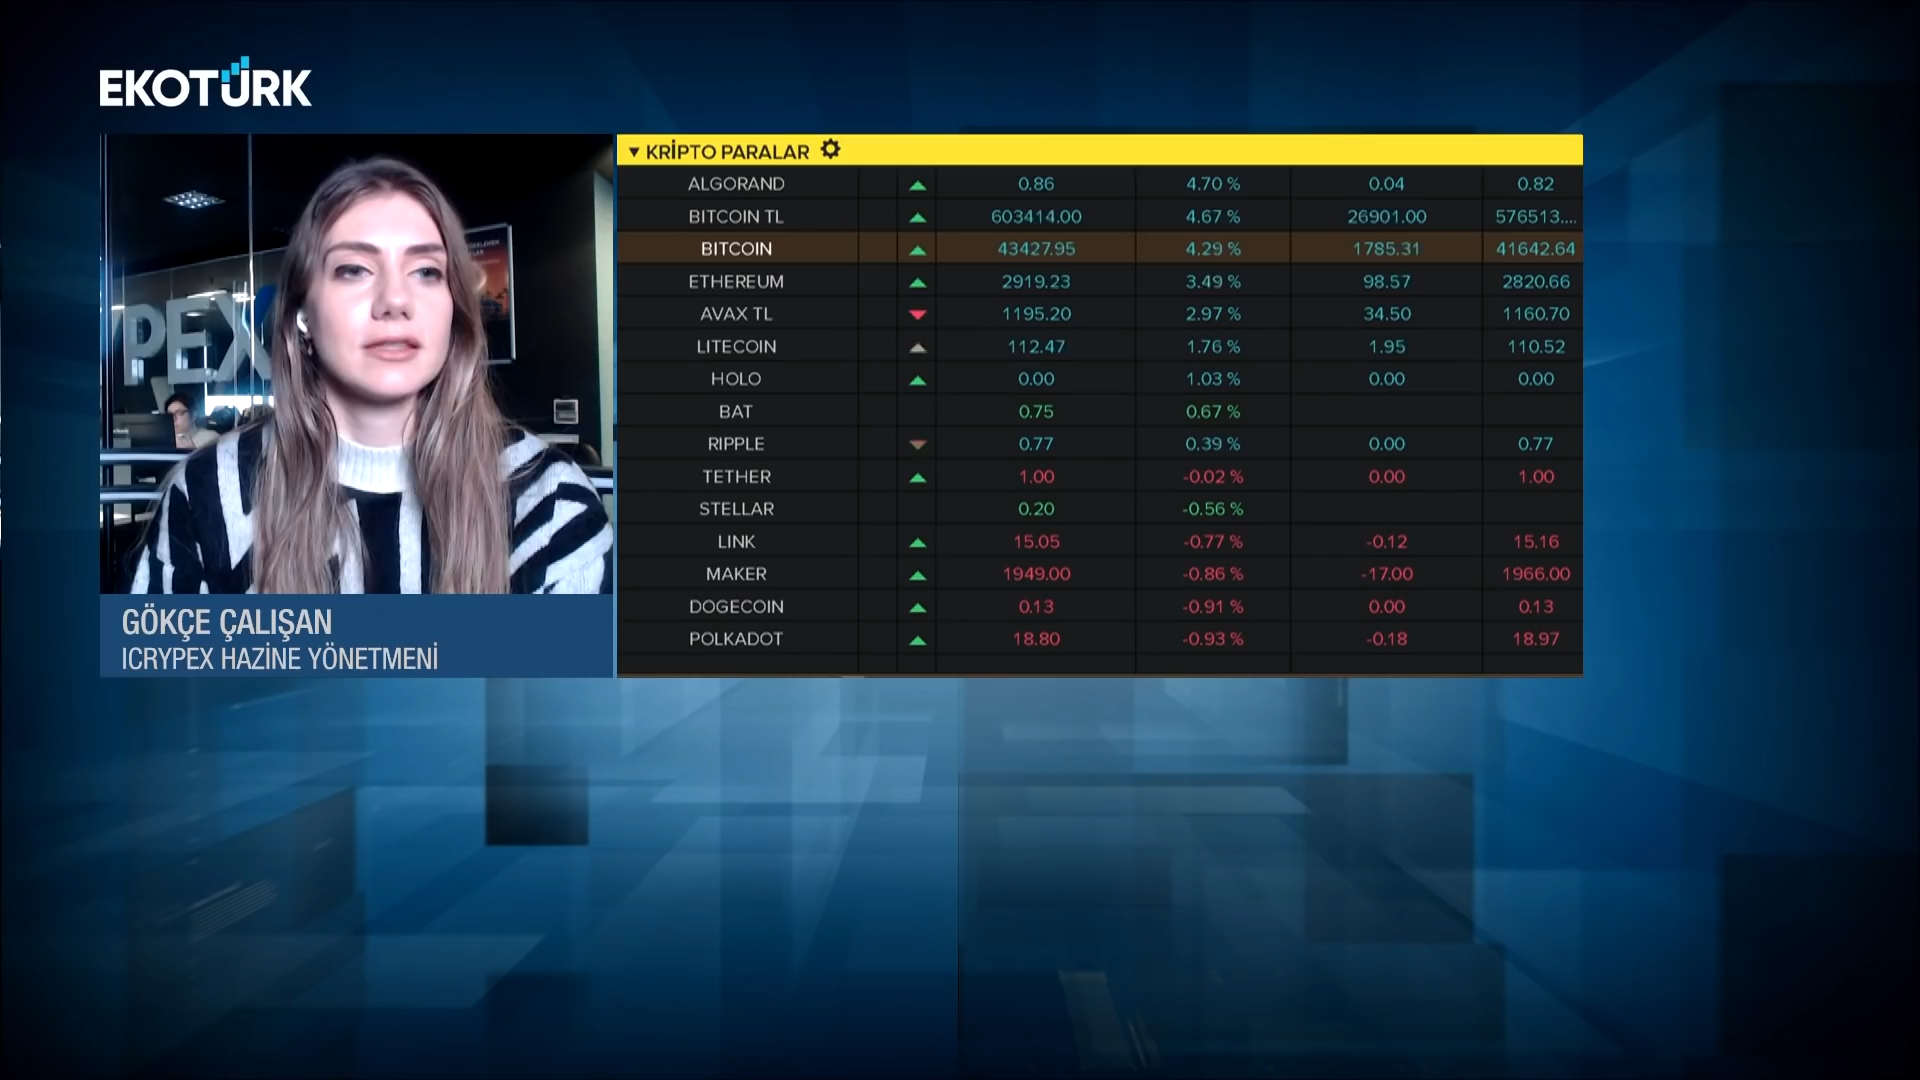 EKOTÜRK
PEX
GÖKÇE ÇALIŞAN
ICRYPEX HAZİNE YÖNETMENİ
▼ KRİPTO PARALAR
ALGORAND 0.86 4.70 % 0.04 0.82
BITCOIN TL 603414.00 4.67 % 26901.00 576513....
BITCOIN 43427.95 4.29 % 1785.31 41642.64
ETHEREUM 2919.23 3.49 % 98.57 2820.66
AVAX TL 1195.20 2.97 % 34.50 1160.70
LITECOIN 112.47 1.76 % 1.95 110.52
HOLO 0.00 1.03 % 0.00 0.00
BAT 0.75 0.67 %
RIPPLE 0.77 0.39 % 0.00 0.77
TETHER 1.00 -0.02 % 0.00 1.00
STELLAR 0.20 -0.56 %
LINK 15.05 -0.77 % -0.12 15.16
MAKER 1949.00 -0.86 % -17.00 1966.00
DOGECOIN 0.13 -0.91 % 0.00 0.13
POLKADOT 18.80 -0.93 % -0.18 18.97